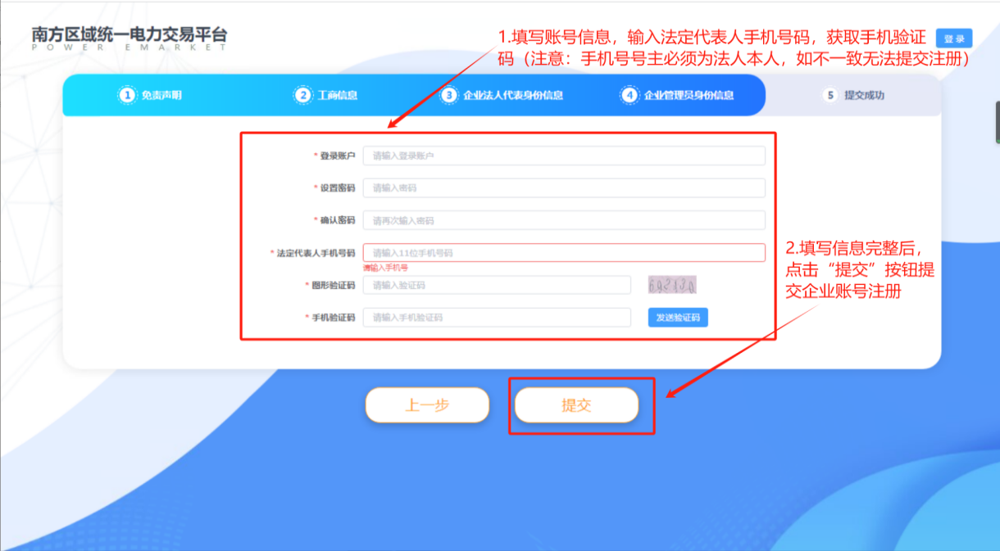 南方区域统一电力交易平台
POWER EMARKET
1.填写账号信息，输入法定代表人手机号码，获取手机验证
码（注意：手机号号主必须为法人本人，如不一致无法提交注册）
登 录
1 免责声明
2 工商信息
3 企业法人代表身份信息
4 企业管理员身份信息
5 提交成功
* 登录账户 请输入登录账户
* 设置密码 请输入密码
* 确认密码 请再次输入密码
* 法定代表人手机号码 请输入11位手机号码
请输入手机号
* 图形验证码 请输入验证码
* 手机验证码 请输入手机验证码 发送验证码
2.填写信息完整后，
点击“提交”按钮提
交企业账号注册
上一步
提交